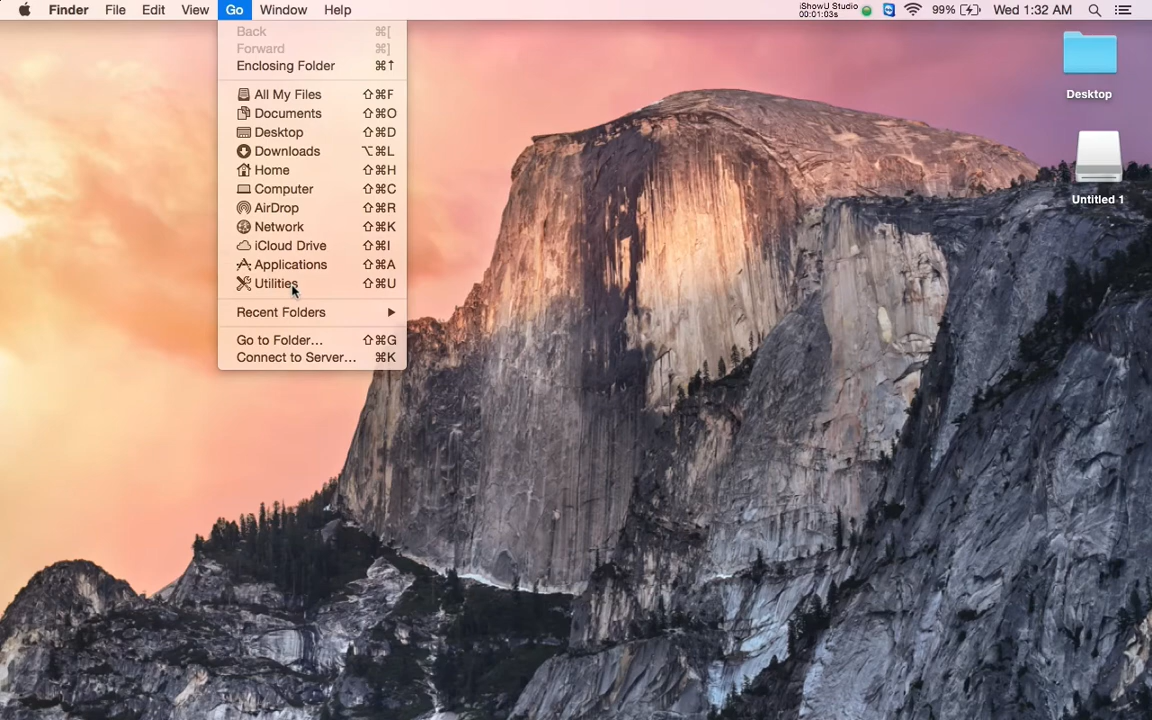 Finder File Edit View Go Window Help
iShowU Studio
00:01:03s
99% Wed 1:32 AM
Back ⌘[
Forward ⌘]
Enclosing Folder ⌘↑
All My Files ⇧⌘F
Documents ⇧⌘O
Desktop ⇧⌘D
Downloads ⌥⌘L
Home ⇧⌘H
Computer ⇧⌘C
AirDrop ⇧⌘R
Network ⇧⌘K
iCloud Drive ⇧⌘I
Applications ⇧⌘A
Utilities ⇧⌘U
Recent Folders ▶
Go to Folder... ⇧⌘G
Connect to Server... ⌘K
Desktop
Untitled 1